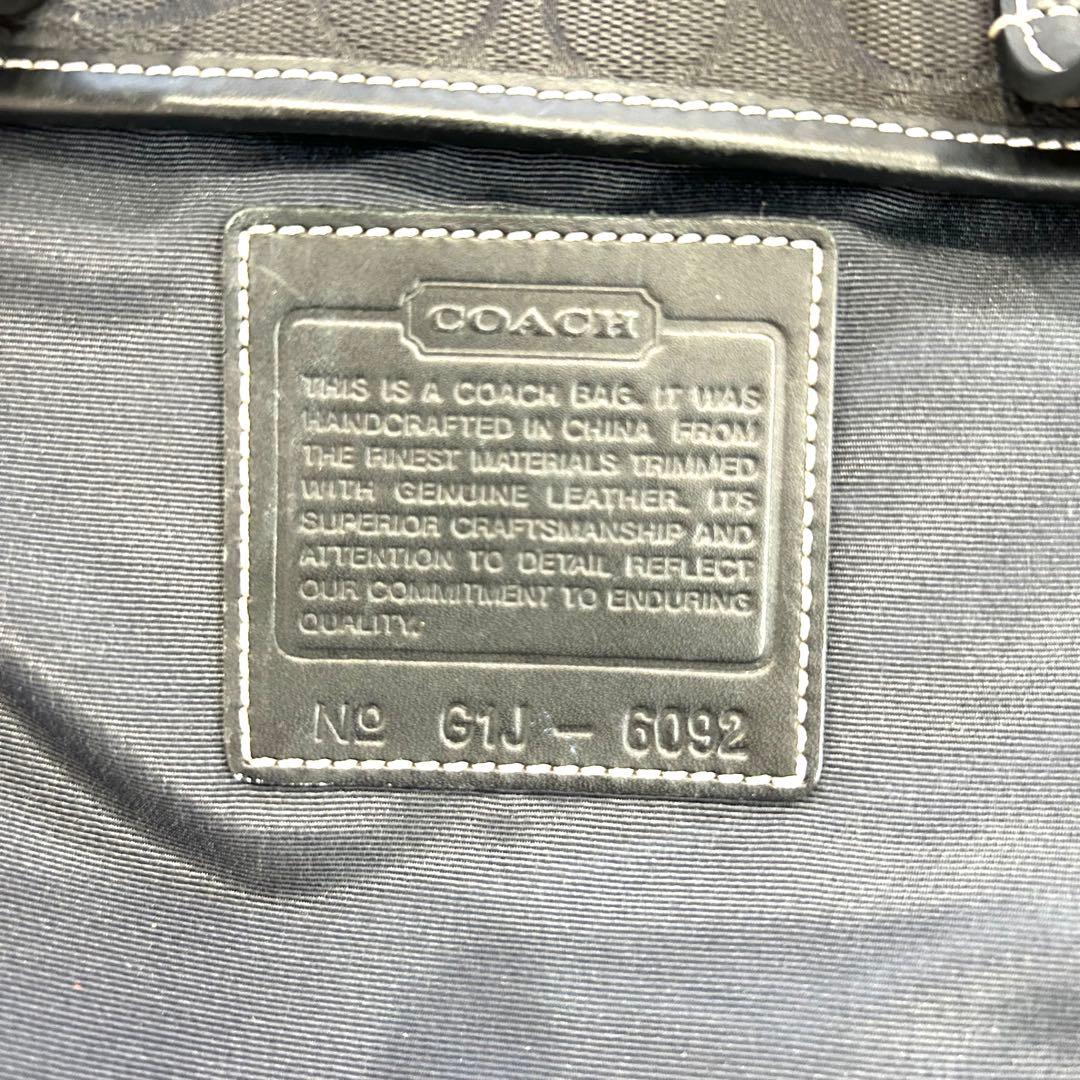 COACH
THIS IS A COACH BAG. IT WAS
HANDCRAFTED IN CHINA FROM
THE FINEST MATERIALS TRIMMED
WITH GENUINE LEATHER. ITS
SUPERIOR CRAFTSMANSHIP AND
ATTENTION TO DETAIL REFLECT
OUR COMMITMENT TO ENDURING
QUALITY.
Nº G1J - 6092